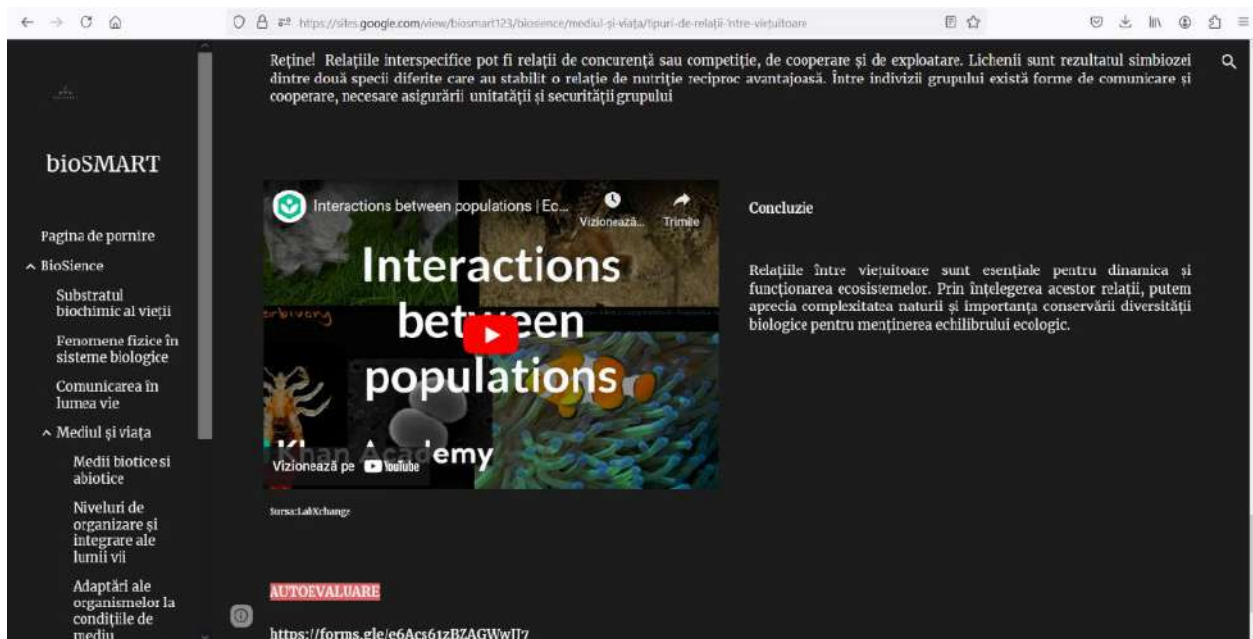 https://sites.google.com/view/biosmart123/biosience/mediul-și-viața/tipuri-de-relații-între-viețuitoare
Reține! Relațiile interspecifice pot fi relații de concurență sau competiție, de cooperare și de exploatare. Lichenii sunt rezultatul simbiozei
dintre două specii diferite care au stabilit o relație de nutriție reciproc avantajoasă. Între indivizii grupului există forme de comunicare și
cooperare, necesare asigurării unitatății și securității grupului
bioSMART
Pagina de pornire
BioSience
Substratul
biochimic al vieții
Fenomene fizice în
sisteme biologice
Comunicarea în
lumea vie
Mediul și viața
Medii biotice si
abiotice
Niveluri de
organizare și
integrare ale
lumii vii
Adaptări ale
organismelor la
condițiile de
mediu
Interactions between populations | Ec...
Vizionează...
Trimite
Interactions
between
populations
Khan Academy
Vizionează pe YouTube
Sursa:LabXchange
Concluzie
Relațiile între viețuitoare sunt esențiale pentru dinamica și
funcționarea ecosistemelor. Prin înțelegerea acestor relații, putem
aprecia complexitatea naturii și importanța conservării diversității
biologice pentru menținerea echilibrului ecologic.
AUTOEVALUARE